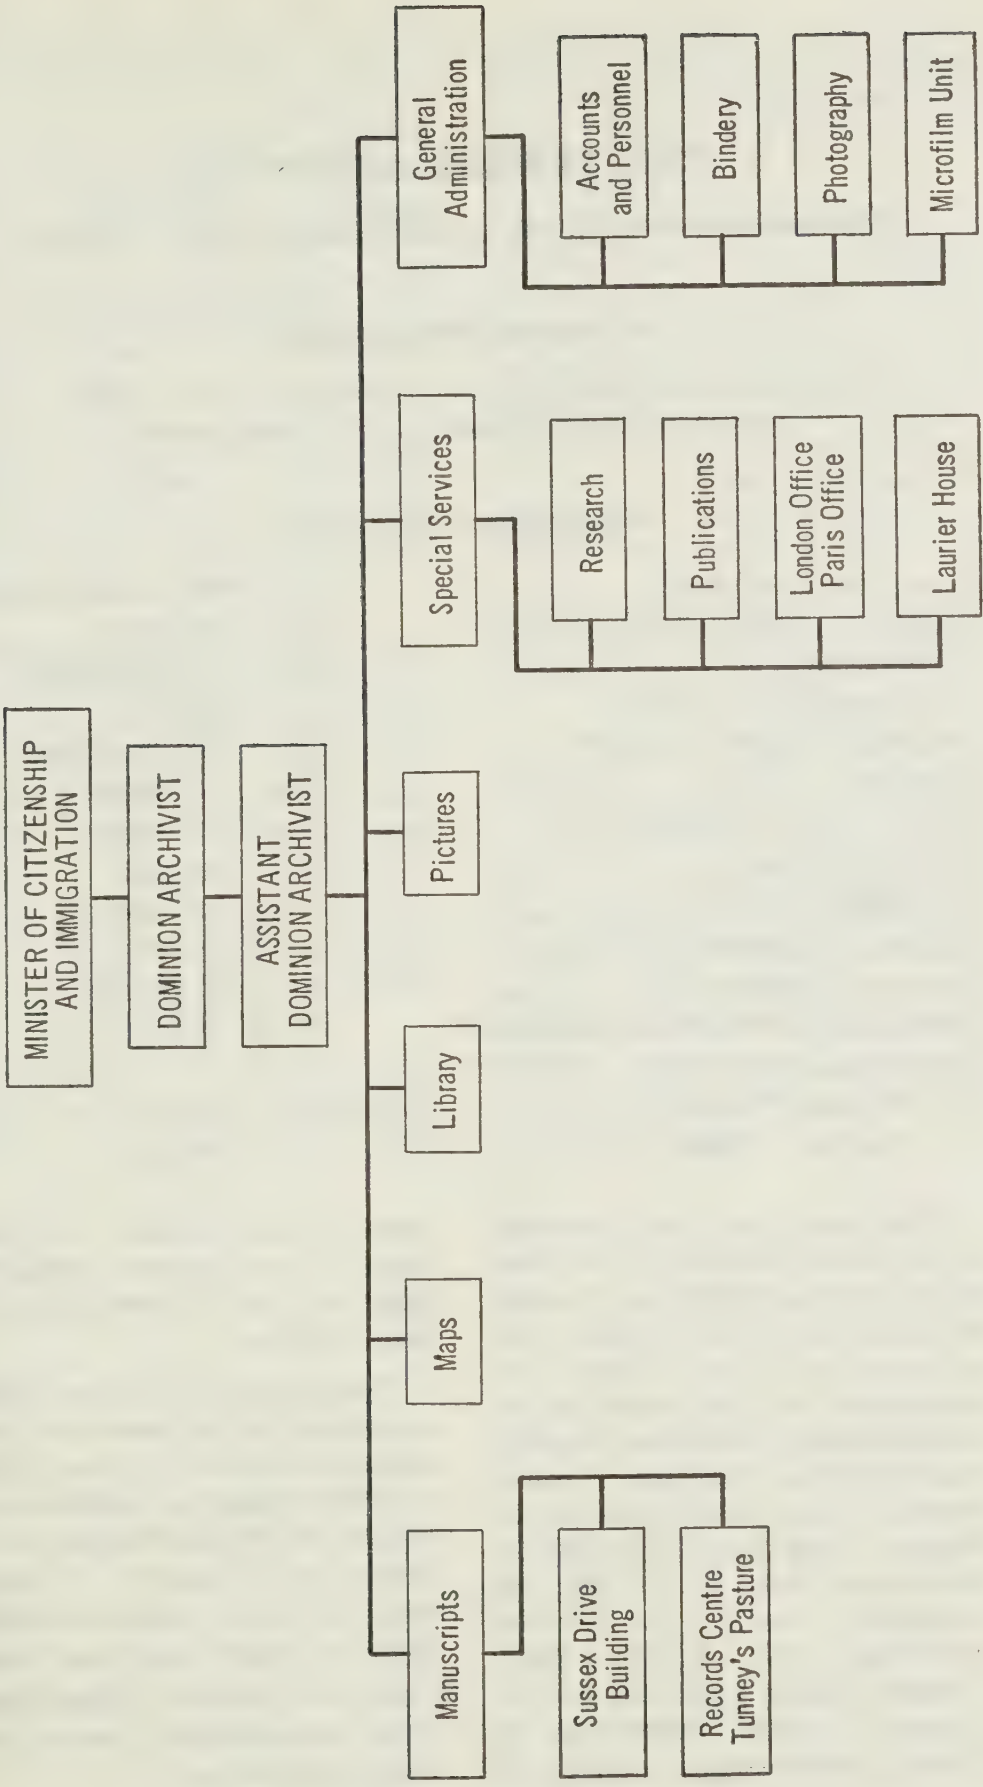 MINISTER OF CITIZENSHIP
AND IMMIGRATION
DOMINION ARCHIVIST
ASSISTANT
DOMINION ARCHIVIST
Manuscripts
Sussex Drive
Building
Records Centre
Tunney's Pasture
Maps
Library
Pictures
Special Services
Research
Publications
London Office
Paris Office
Laurier House
General
Administration
Accounts
and Personnel
Bindery
Photography
Microfilm Unit